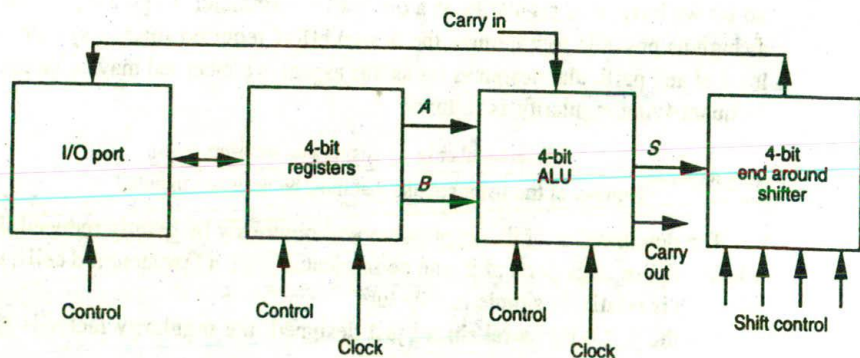 Carry in
I/O port
4-bit
registers
A
B
4-bit
ALU
S
Carry
out
4-bit
end around
shifter
Control
Control
Clock
Control
Clock
Shift control